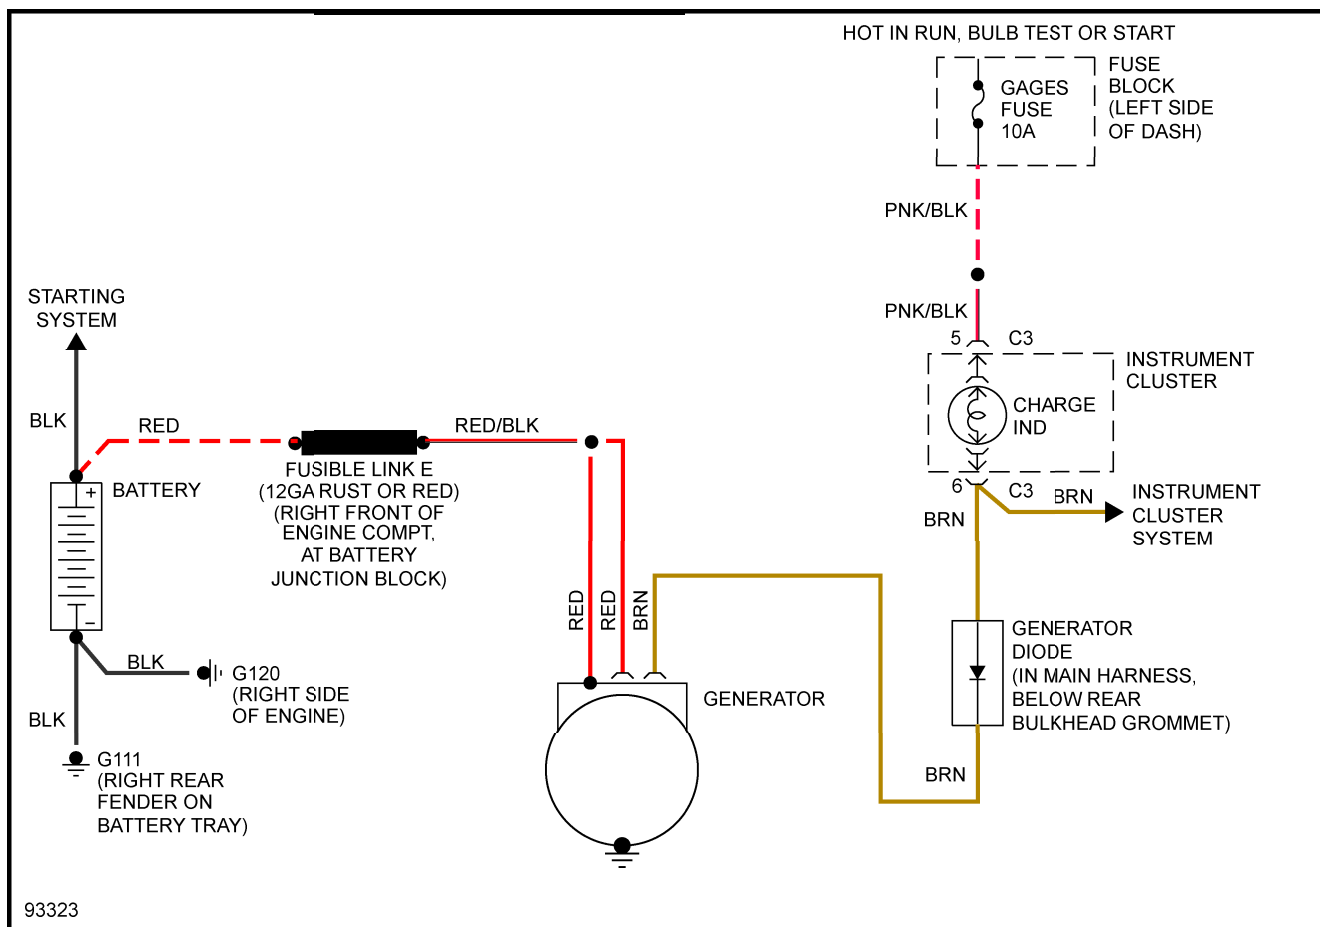 HOT IN RUN, BULB TEST OR START
FUSE
BLOCK
(LEFT SIDE
OF DASH)
GAGES
FUSE
10A
PNK/BLK
PNK/BLK
5
C3
INSTRUMENT
CLUSTER
CHARGE
IND
6
C3
BRN
BRN
INSTRUMENT
CLUSTER
SYSTEM
STARTING
SYSTEM
BLK
RED
RED/BLK
BATTERY
+
−
FUSIBLE LINK E
(12GA RUST OR RED)
(RIGHT FRONT OF
ENGINE COMPT,
AT BATTERY
JUNCTION BLOCK)
RED
RED
BRN
GENERATOR
DIODE
(IN MAIN HARNESS,
BELOW REAR
BULKHEAD GROMMET)
BRN
GENERATOR
BLK
G120
(RIGHT SIDE
OF ENGINE)
BLK
G111
(RIGHT REAR
FENDER ON
BATTERY TRAY)
93323